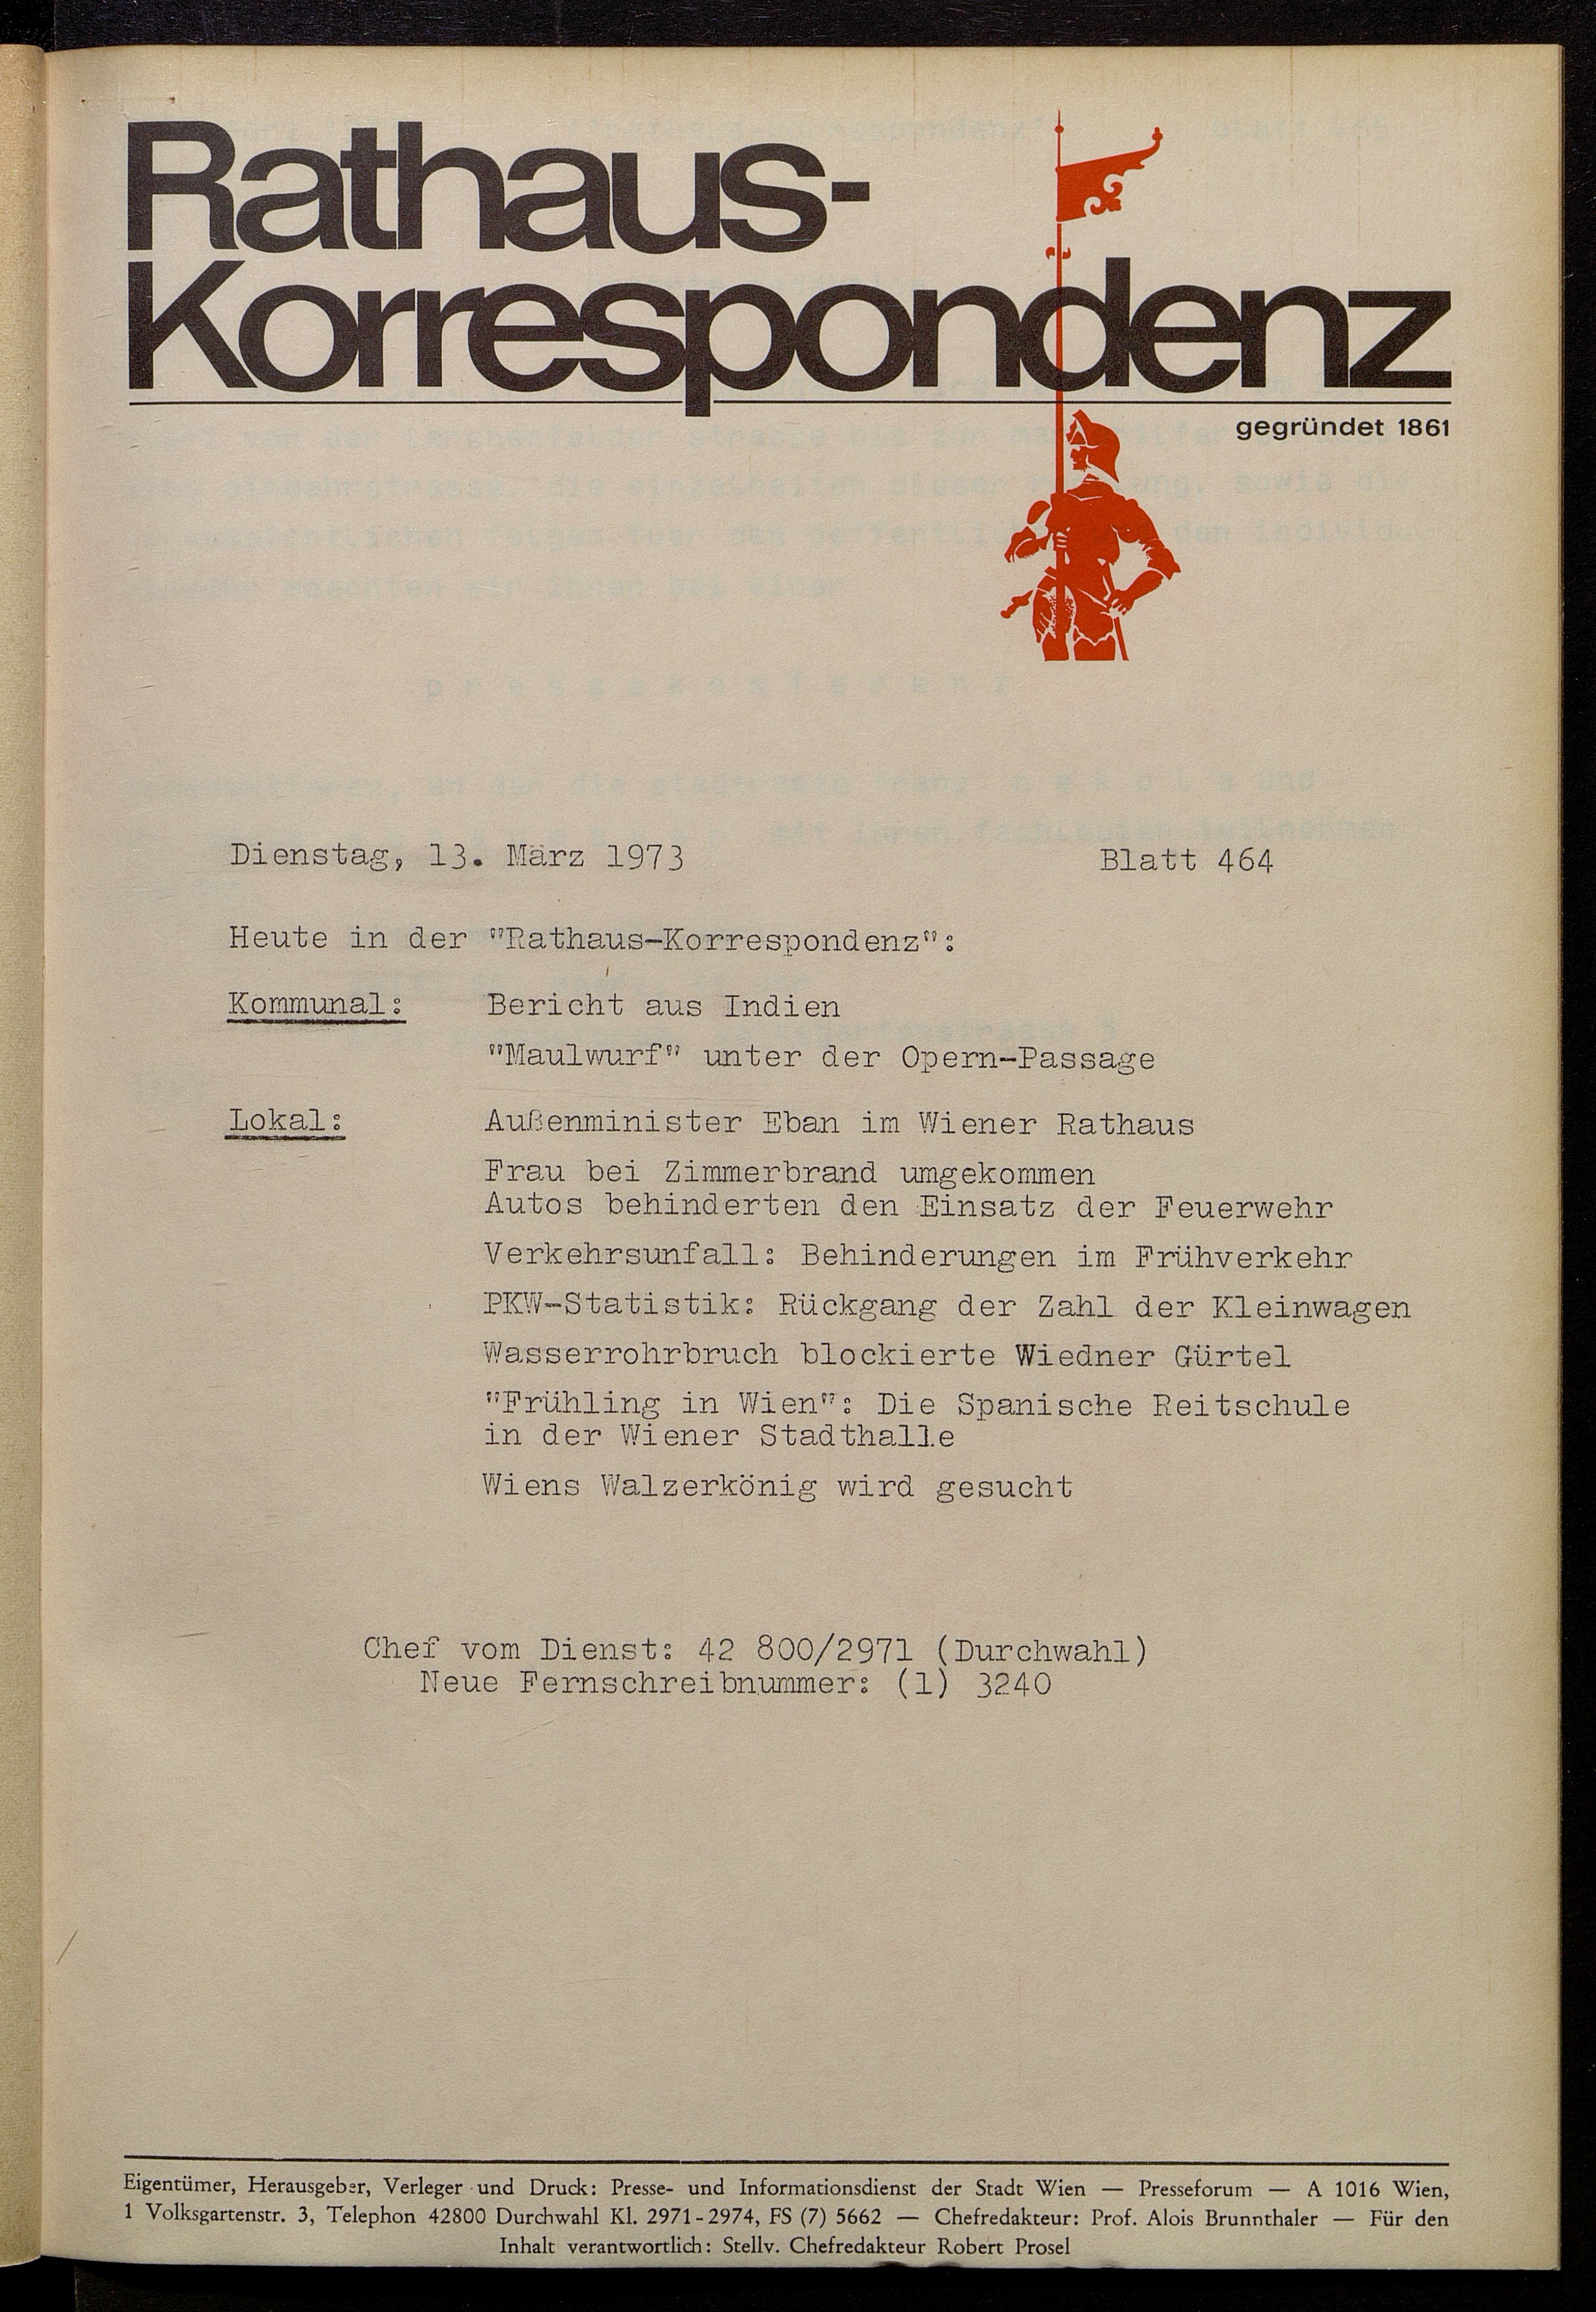 Rathaus-
Korrespondenz
gegründet 1861
Dienstag, 13. März 1973 Blatt 464
Heute in der "Rathaus-Korrespondenz":
Kommunal: Bericht aus Indien
"Maulwurf" unter der Opern-Passage
Lokal: Außenminister Eban im Wiener Rathaus
Frau bei Zimmerbrand umgekommen
Autos behinderten den Einsatz der Feuerwehr
Verkehrsunfall: Behinderungen im Frühverkehr
PKW-Statistik: Rückgang der Zahl der Kleinwagen
Wasserrohrbruch blockierte Wiedner Gürtel
"Frühling in Wien": Die Spanische Reitschule
in der Wiener Stadthalle
Wiens Walzerkönig wird gesucht
Chef vom Dienst: 42 800/2971 (Durchwahl)
Neue Fernschreibnummer: (1) 3240
Eigentümer, Herausgeber, Verleger und Druck: Presse- und Informationsdienst der Stadt Wien — Presseforum — A 1016 Wien,
1 Volksgartenstr. 3, Telephon 42800 Durchwahl Kl. 2971-2974, FS (7) 5662 — Chefredakteur: Prof. Alois Brunnthaler — Für den
Inhalt verantwortlich: Stellv. Chefredakteur Robert Prosel